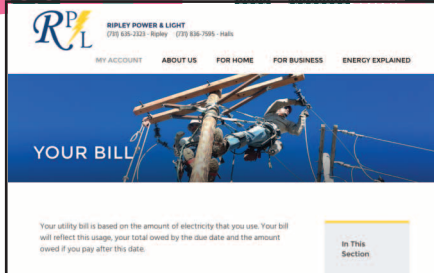 RPL
RIPLEY POWER & LIGHT
(731) 635-2323 - Ripley (731) 836-7595 - Halls
MY ACCOUNT ABOUT US FOR HOME FOR BUSINESS ENERGY EXPLAINED
YOUR BILL
Your utility bill is based on the amount of electricity that you use. Your bill
will reflect this usage, your total owed by the due date and the amount
owed if you pay after this date.
In This
Section